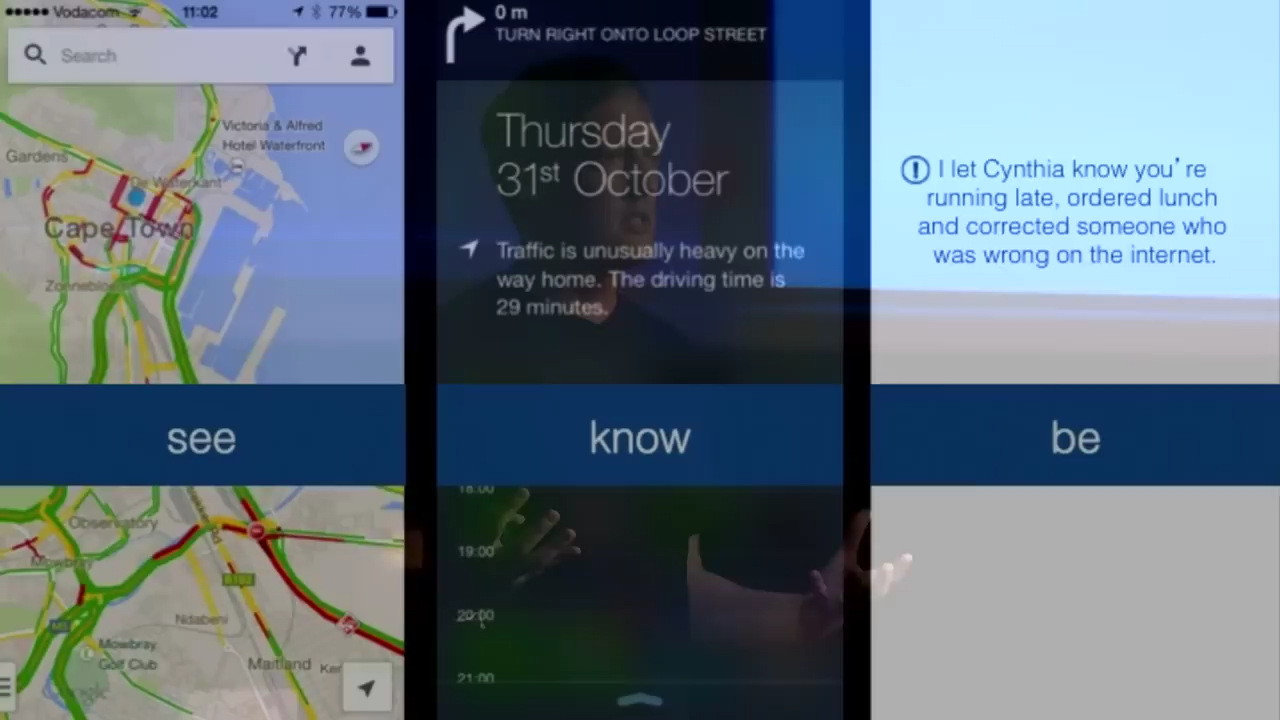 Vodacom 11:02 77%
Search
Victoria & Alfred
Hotel Waterfront
Gardens
De Waterkant
Cape Town
Observatory
Mowbray
Ndabeni
Mowbray
Golf Club
Maitland
see
0 m
TURN RIGHT ONTO LOOP STREET
Thursday
31st October
Traffic is unusually heavy on the
way home. The driving time is
29 minutes.
know
18:00
19:00
20:00
21:00
I let Cynthia know you're
running late, ordered lunch
and corrected someone who
was wrong on the internet.
be